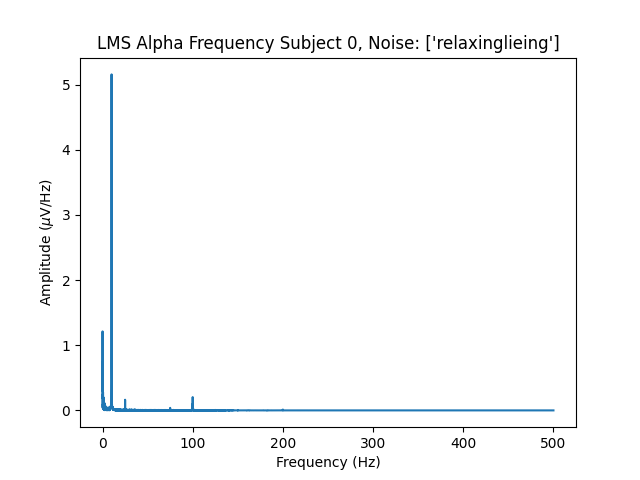 LMS Alpha Frequency Subject 0, Noise: ['relaxinglieing']
Amplitude (μV/Hz)
5
4
3
2
1
0
0 100 200 300 400 500
Frequency (Hz)